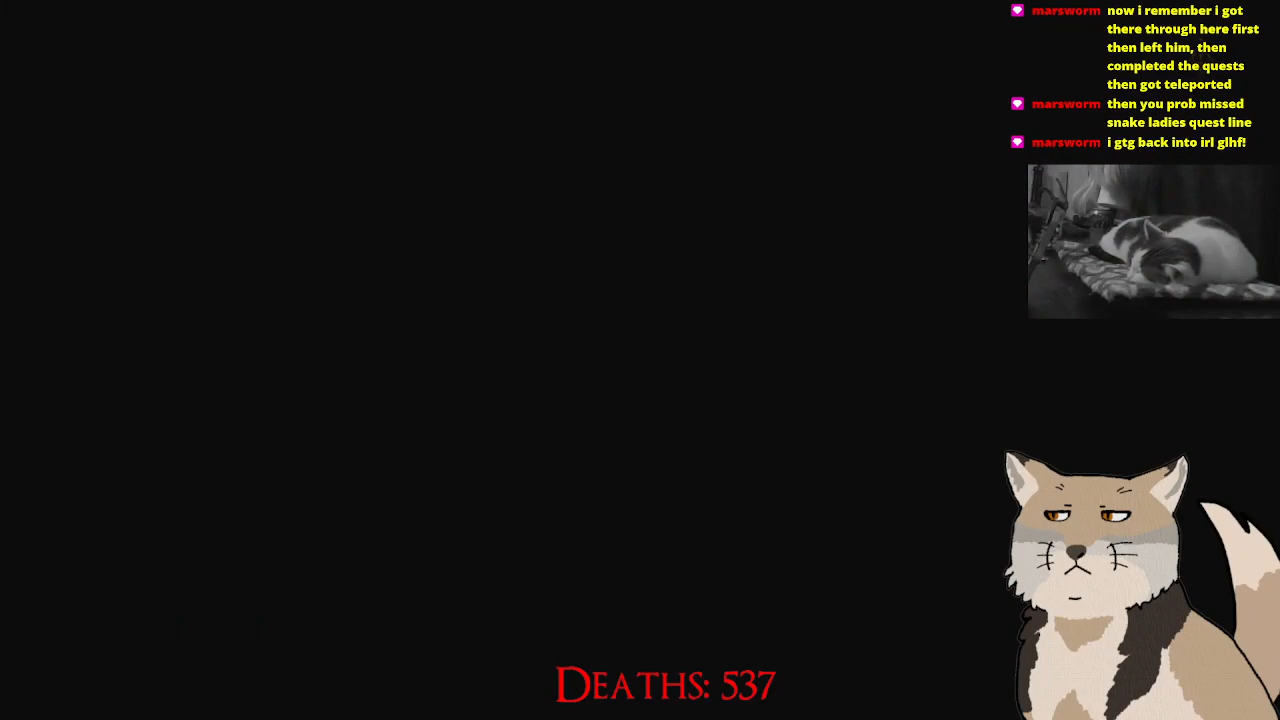 marsworm now i remember i got
there through here first
then left him, then
completed the quests
then got teleported
marsworm then you prob missed
snake ladies quest line
marsworm i gtg back into irl glhf!
Deaths: 537